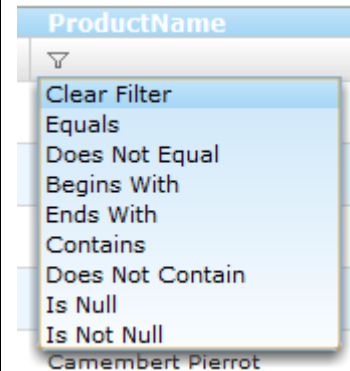 ProductName
Clear Filter
Equals
Does Not Equal
Begins With
Ends With
Contains
Does Not Contain
Is Null
Is Not Null
Camembert Pierrot